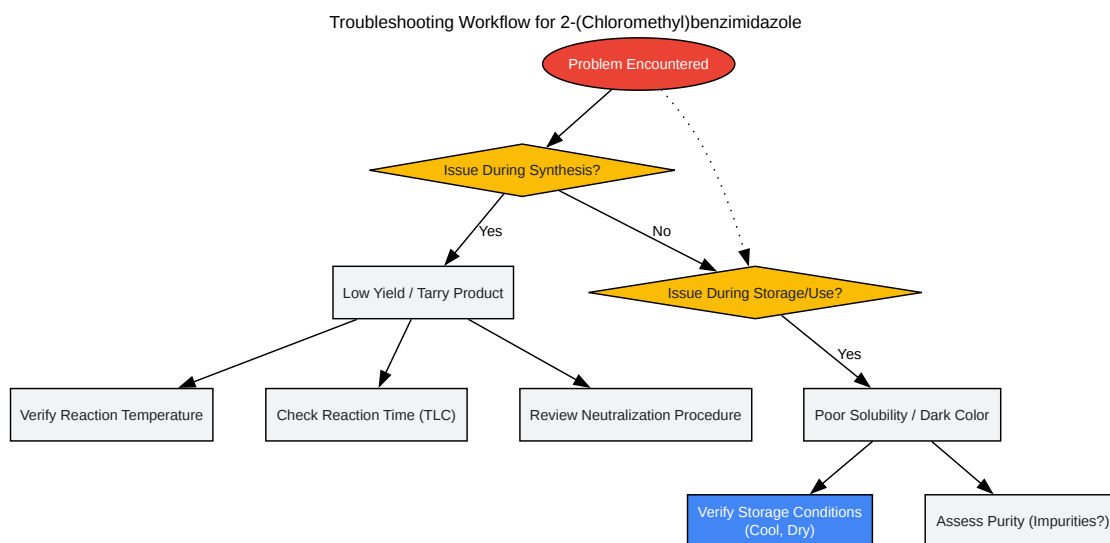 Troubleshooting Workflow for 2-(Chloromethyl)benzimidazole
Problem Encountered
Issue During Synthesis?
Yes
No
Low Yield / Tarry Product
Issue During Storage/Use?
Yes
Verify Reaction Temperature
Check Reaction Time (TLC)
Review Neutralization Procedure
Poor Solubility / Dark Color
Verify Storage Conditions
(Cool, Dry)
Assess Purity (Impurities?)